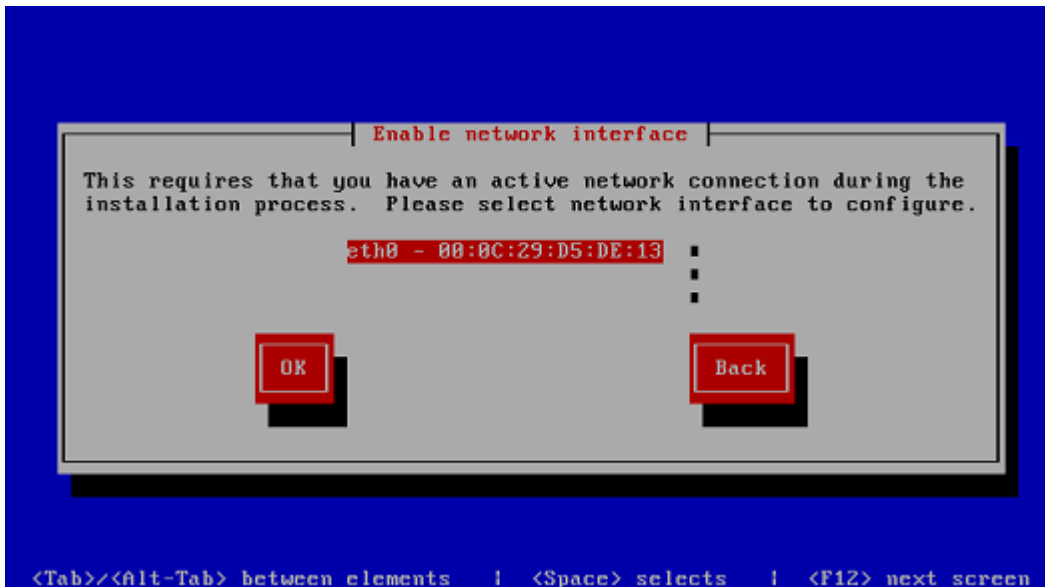 Enable network interface
This requires that you have an active network connection during the
installation process.  Please select network interface to configure.
eth0 - 00:0C:29:D5:DE:13
OK Back
<Tab>/<Alt-Tab> between elements | <Space> selects | <F12> next screen